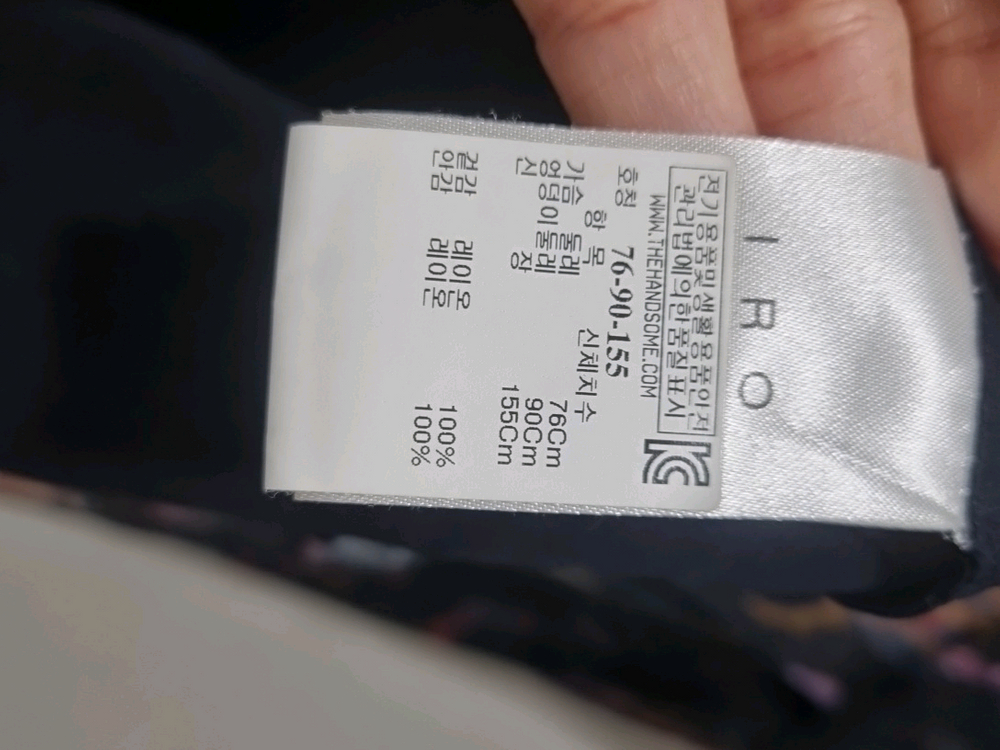 IRO
전기용품및생활용품안전
관리법에의한품질표시
WWW.THEHANDSOME.COM
호칭 76-90-155
항 목 신체치수
가슴 둘레 76Cm
엉덩이둘레 90Cm
신 장 155Cm
겉감 레이온 100%
안감 레이온 100%